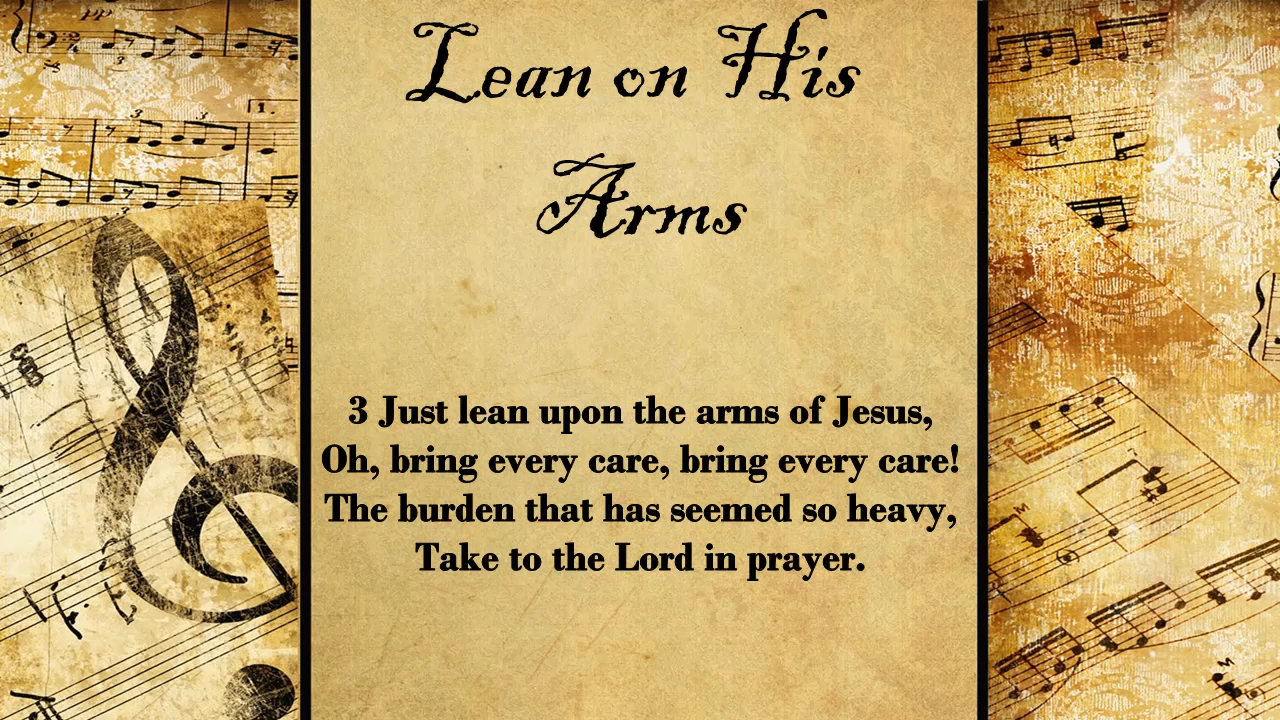 Lean on His
Arms
3 Just lean upon the arms of Jesus,
Oh, bring every care, bring every care!
The burden that has seemed so heavy,
Take to the Lord in prayer.